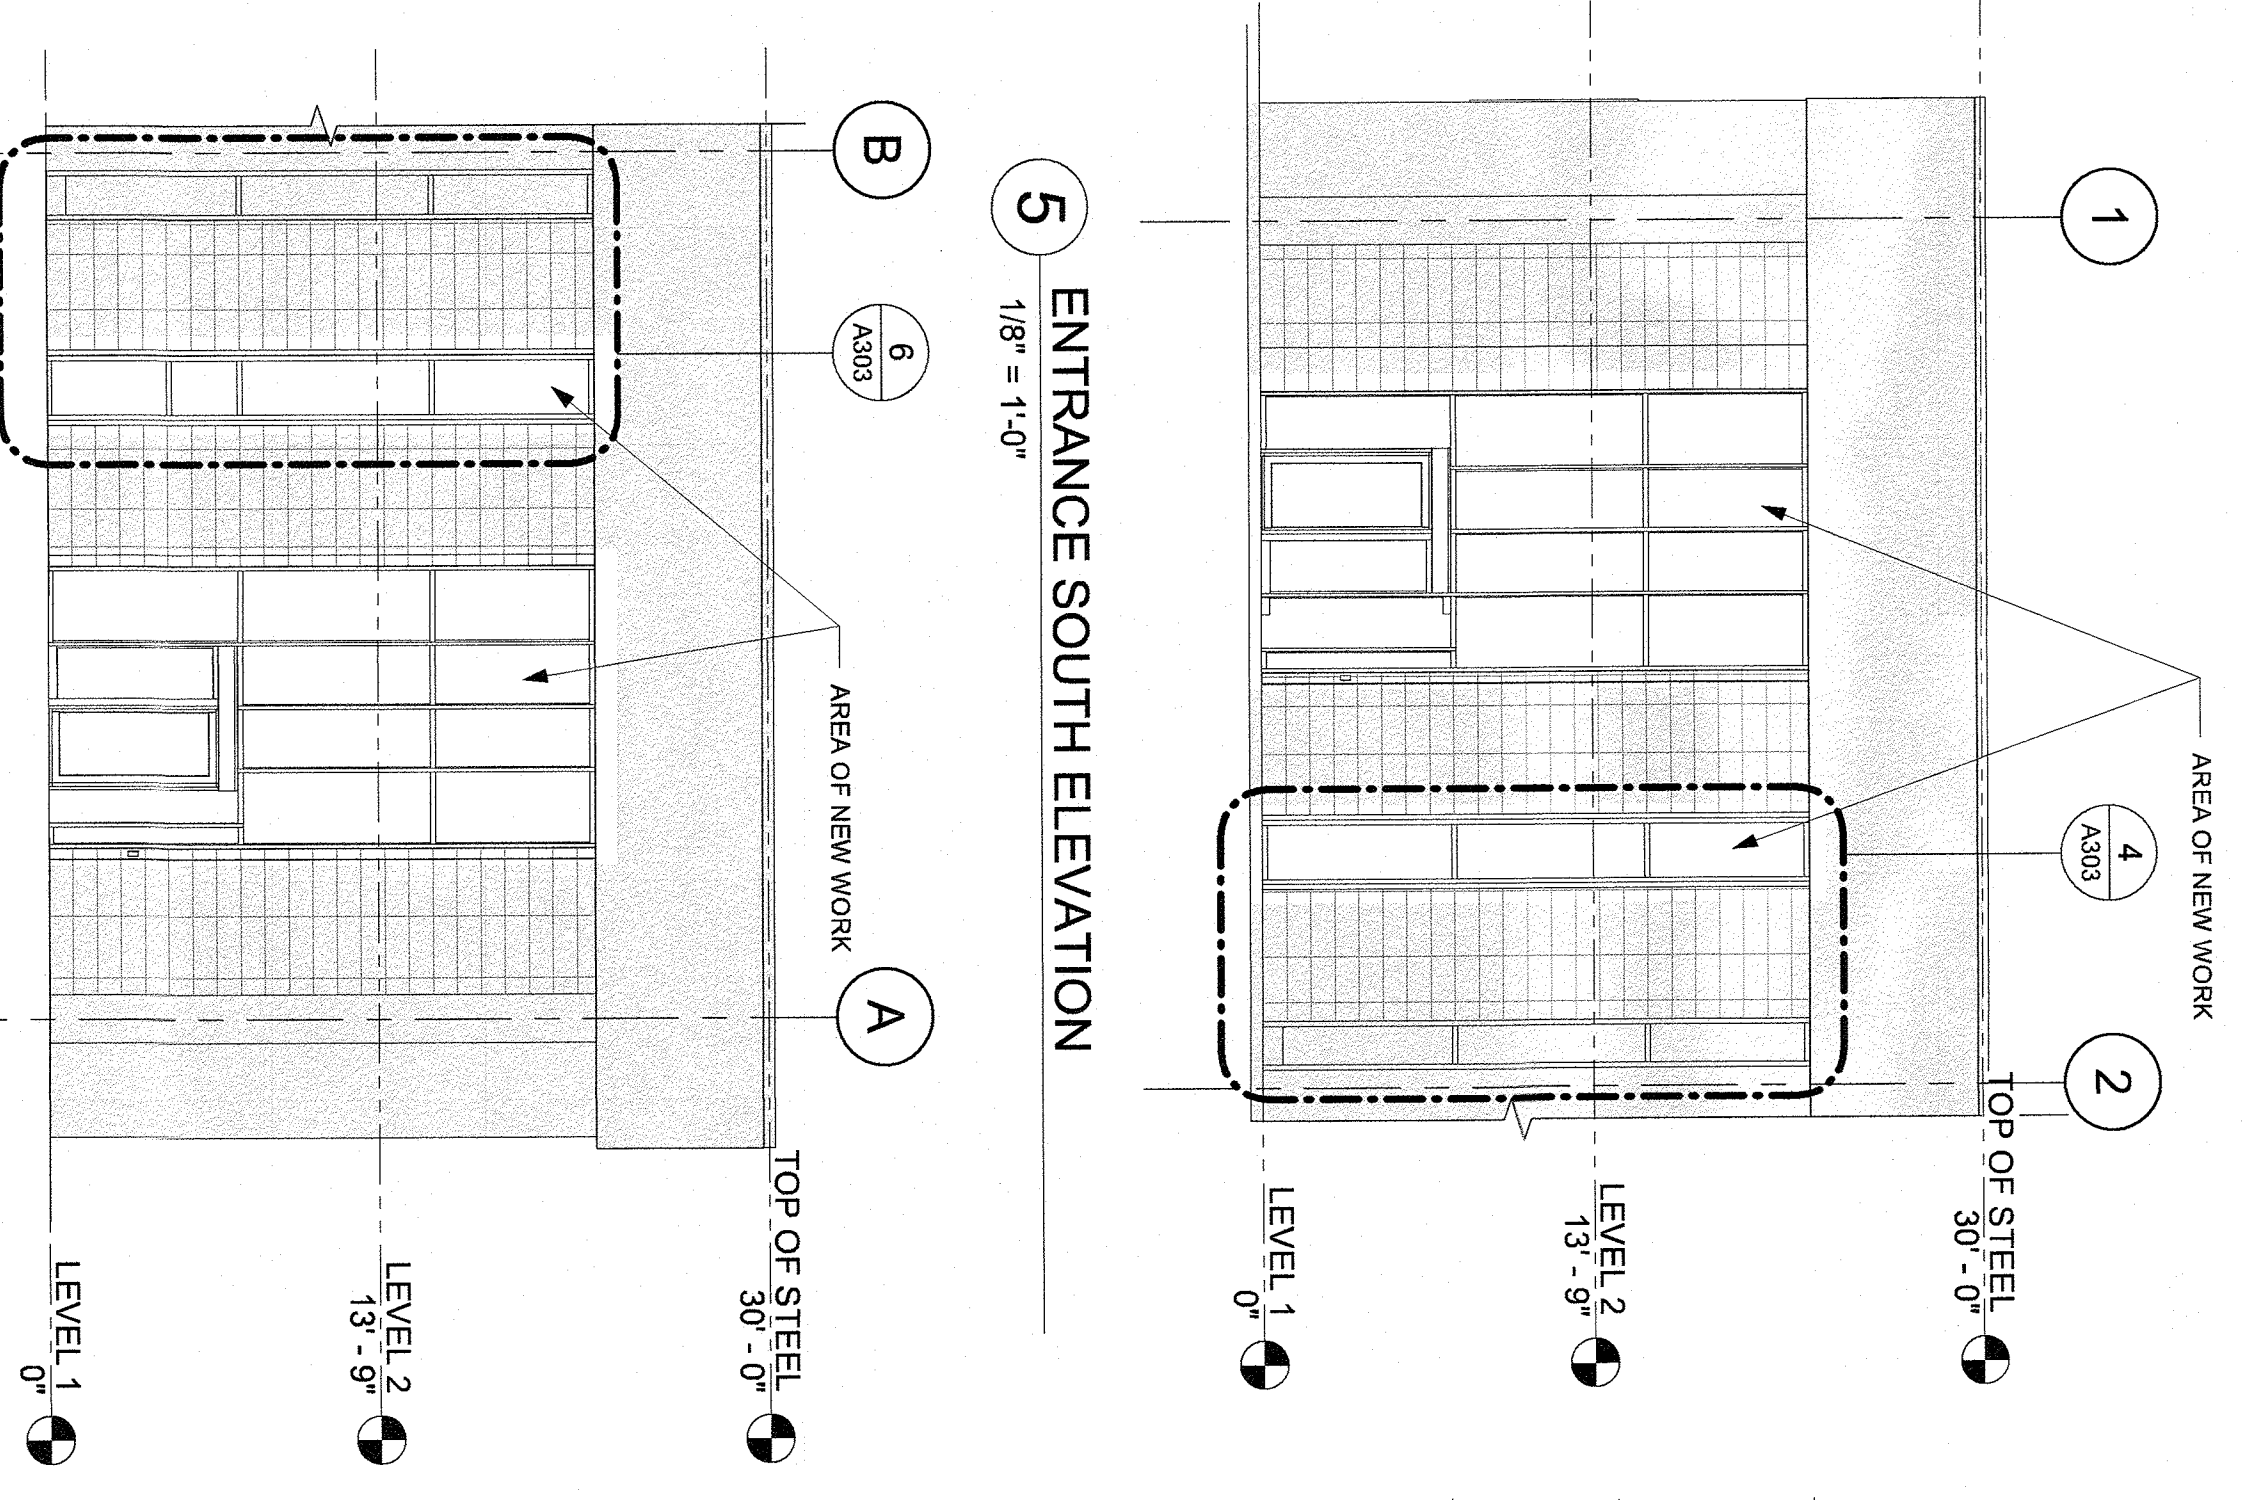 1
2
AREA OF NEW WORK
4
A303
TOP OF STEEL
30' - 0"
LEVEL 2
13' - 9"
LEVEL 1
0"
5
ENTRANCE SOUTH ELEVATION
1/8" = 1'-0"
B
A
6
A303
AREA OF NEW WORK
TOP OF STEEL
30' - 0"
LEVEL 2
13' - 9"
LEVEL 1
0"